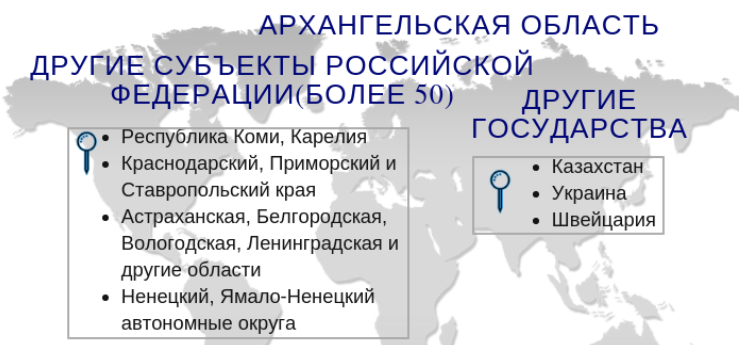 АРХАНГЕЛЬСКАЯ ОБЛАСТЬ
ДРУГИЕ СУБЪЕКТЫ РОССИЙСКОЙ
ФЕДЕРАЦИИ(БОЛЕЕ 50)
• Республика Коми, Карелия
• Краснодарский, Приморский и
Ставропольский края
• Астраханская, Белгородская,
Вологодская, Ленинградская и
другие области
• Ненецкий, Ямало-Ненецкий
автономные округа
ДРУГИЕ
ГОСУДАРСТВА
• Казахстан
• Украина
• Швейцария